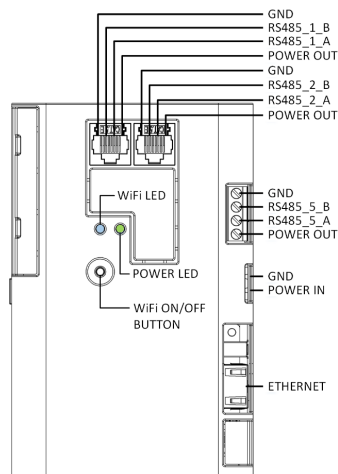 GND
RS485_1_B
RS485_1_A
POWER OUT
GND
RS485_2_B
RS485_2_A
POWER OUT
WiFi LED
GND
RS485_5_B
RS485_5_A
POWER OUT
POWER LED
GND
POWER IN
WiFi ON/OFF
BUTTON
ETHERNET